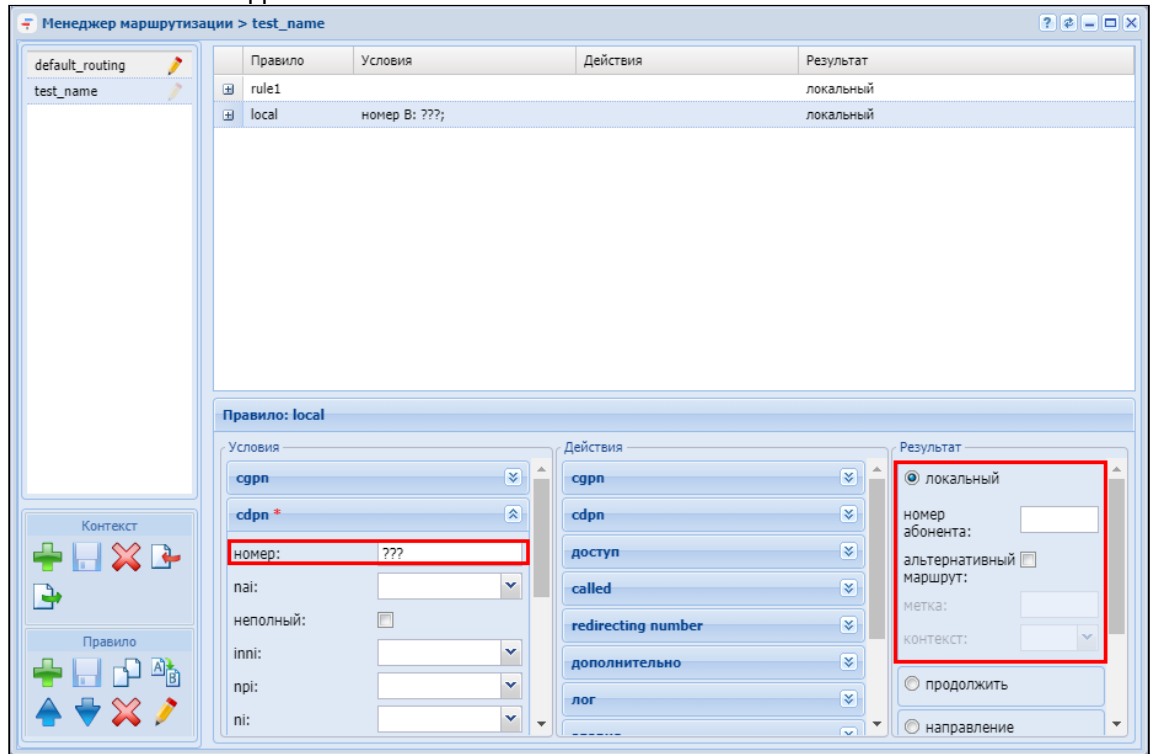 Менеджер маршрутизации > test_name
default_routing
test_name
Правило Условия Действия Результат
rule1 локальный
local номер B: ???; локальный
Правило: local
Условия
cgpn
cdpn *
номер: ???
nai:
неполный:
inni:
npi:
ni:
Действия
cgpn
cdpn
доступ
called
redirecting number
дополнительно
лог
Результат
локальный
номер
абонента:
альтернативный
маршрут:
метка:
контекст:
продолжить
направление
Контекст
Правило